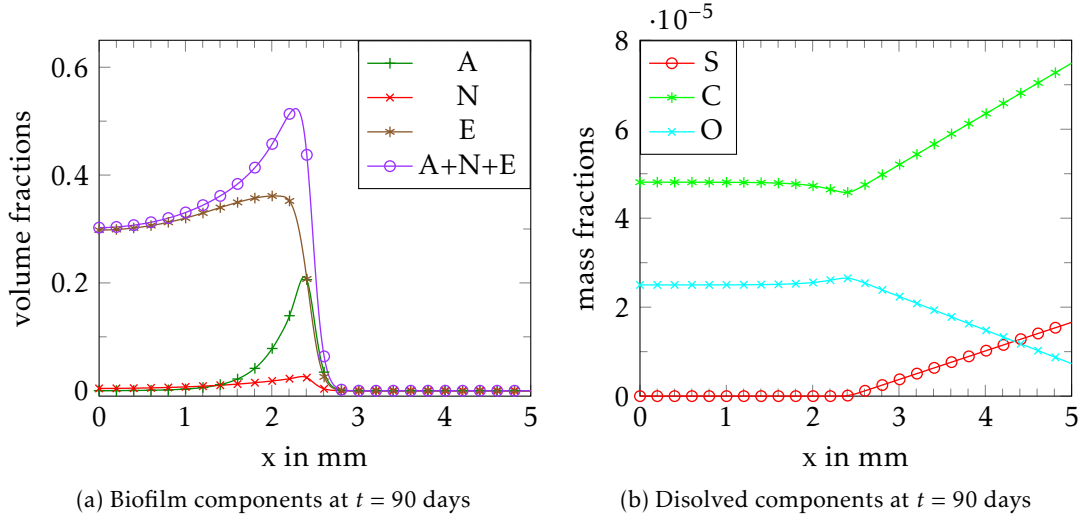 0 1 2 3 4 5
0
0.2
0.4
0.6
x in mm
volume fractions
A
N
E
A+N+E
(a) Biofilm components at t = 90 days
·10⁻⁵
0 1 2 3 4 5
0
2
4
6
8
x in mm
mass fractions
S
C
O
(b) Disolved components at t = 90 days